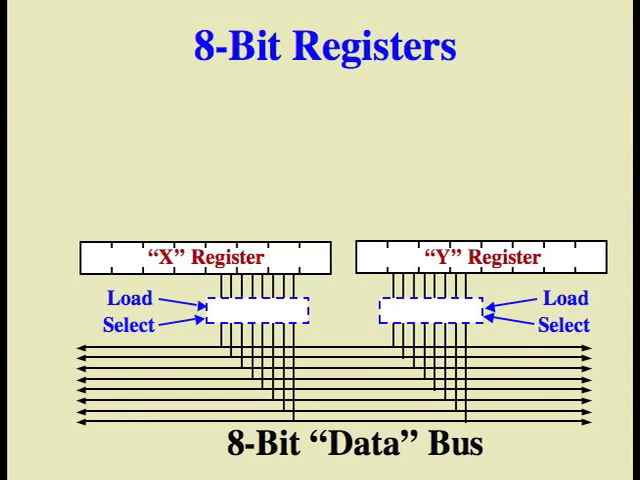 8-Bit Registers
“X” Register
“Y” Register
Load
Select
Load
Select
8-Bit “Data” Bus